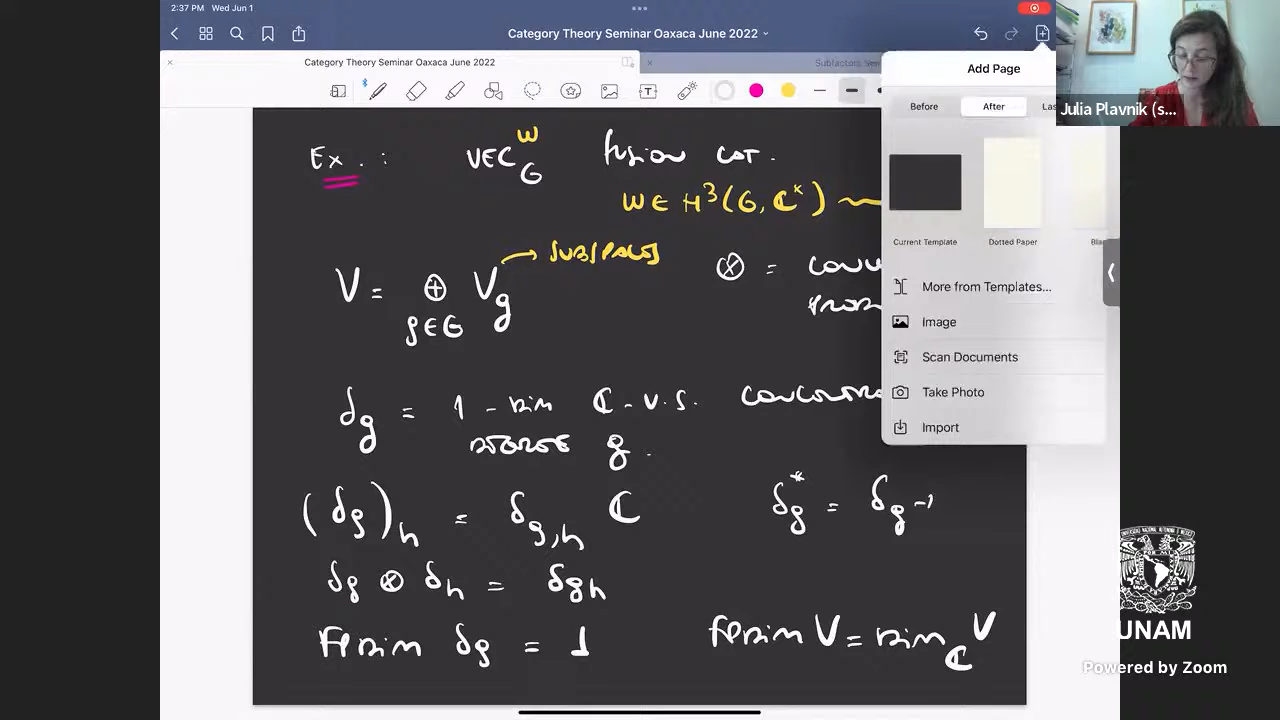 2:37 PM Wed Jun 1
Category Theory Seminar Oaxaca June 2022
Category Theory Seminar Oaxaca June 2022
Subfactors
Add Page
Before After
Current Template Dotted Paper
More from Templates...
Image
Scan Documents
Take Photo
Import
Julia Plavnik (s...
Ex.: VEC_G^ω fusion cat.
ω ∈ H³(G, ℂ^×)
V = ⊕_{g∈G} V_g → SUBSPACES
⊗ =
δ_g = 1-DIM ℂ-V.S.
DEGREE g.
(δ_g)_h = δ_{g,h} ℂ
δ_g^* = δ_{g^{-1}}
δ_g ⊗ δ_h = δ_{gh}
FPDIM δ_g = 1
FPDIM V = DIM_ℂ V
UNAM
Powered by Zoom